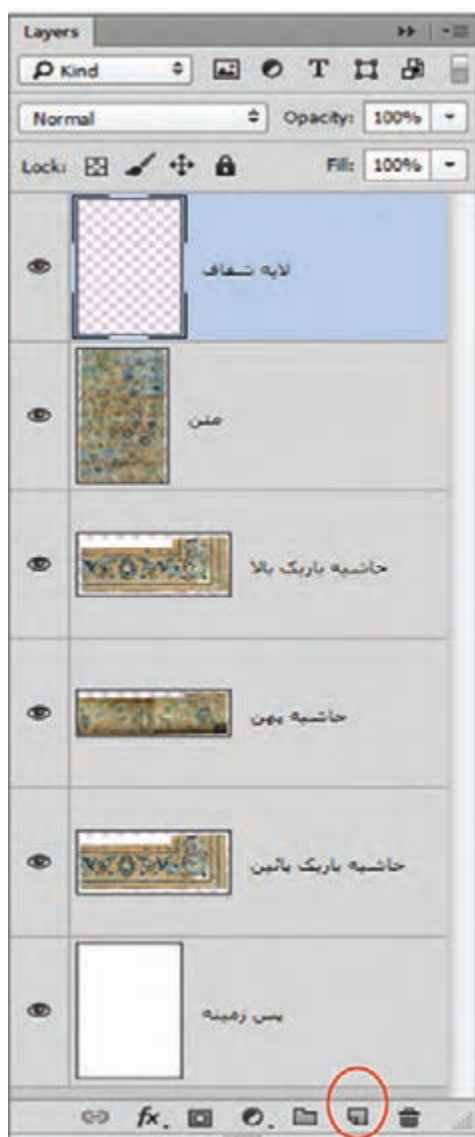 Layers
Kind
Normal Opacity: 100%
Lock: Fill: 100%
لایه شفاف
متن
حاشیه باریک بالا
حاشیه پهن
حاشیه باریک پائین
پس زمینه
fx.